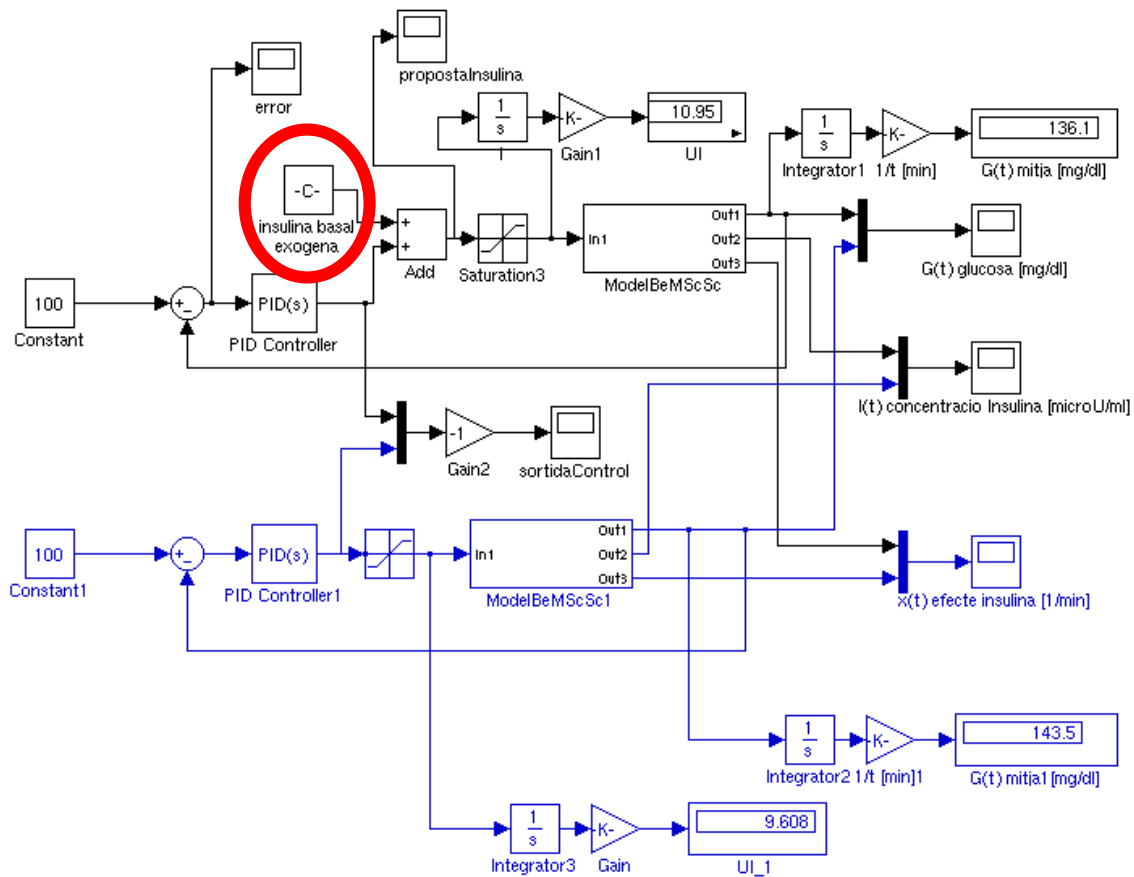 propostaInsulina
error
1
s
I
-K-
Gain1
10.95
UI
1
s
Integrator1
-K-
1/t [min]
136.1
G(t) mitja [mg/dl]
-C-
insulina basal
exogena
+
+
Add
Saturation3
In1
Out1
Out2
Out3
ModelBeMScSc
G(t) glucosa [mg/dl]
100
Constant
+
-
PID(s)
PID Controller
I(t) concentracio Insulina [microU/ml]
-1
Gain2
sortidaControl
100
Constant1
+
-
PID(s)
PID Controller1
In1
Out1
Out2
Out3
ModelBeMScSc1
x(t) efecte insulina [1/min]
1
s
Integrator2
-K-
1/t [min]1
143.5
G(t) mitja1 [mg/dl]
1
s
Integrator3
-K-
Gain
9.608
UI_1